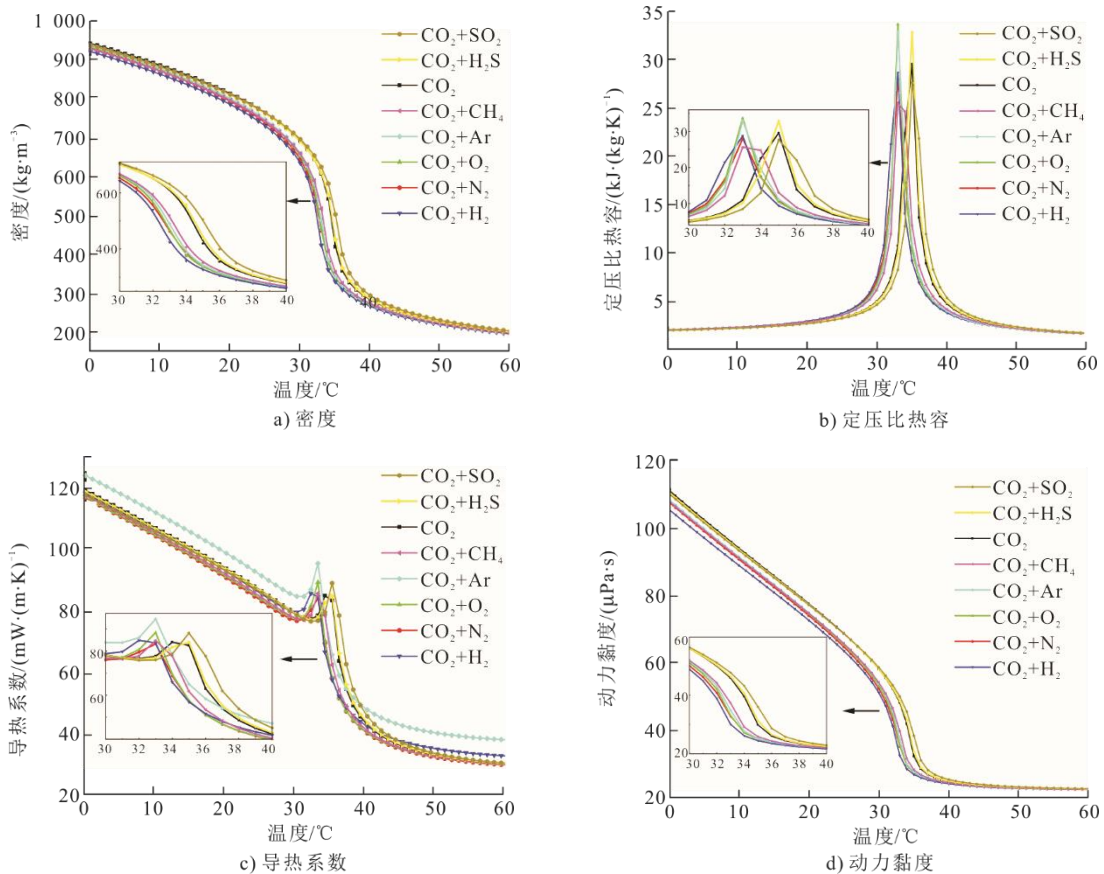 1 000
900
800
700
600
500
400
300
200
密度/(kg·m⁻³)
CO₂+SO₂
CO₂+H₂S
CO₂
CO₂+CH₄
CO₂+Ar
CO₂+O₂
CO₂+N₂
CO₂+H₂
600
400
30 32 34 36 38 40
40
0 10 20 30 40 50 60
温度/℃
a) 密度
35
30
25
20
15
10
5
0
定压比热容/(kJ·(kg·K)⁻¹)
CO₂+SO₂
CO₂+H₂S
CO₂
CO₂+CH₄
CO₂+Ar
CO₂+O₂
CO₂+N₂
CO₂+H₂
30
20
10
30 32 34 36 38 40
0 10 20 30 40 50 60
温度/℃
b) 定压比热容
120
100
80
60
40
20
导热系数/(mW·(m·K)⁻¹)
CO₂+SO₂
CO₂+H₂S
CO₂
CO₂+CH₄
CO₂+Ar
CO₂+O₂
CO₂+N₂
CO₂+H₂
80
60
30 32 34 36 38 40
0 10 20 30 40 50 60
温度/℃
c) 导热系数
120
100
80
60
40
20
动力黏度/(μPa·s)
CO₂+SO₂
CO₂+H₂S
CO₂
CO₂+CH₄
CO₂+Ar
CO₂+O₂
CO₂+N₂
CO₂+H₂
60
40
20
30 32 34 36 38 40
0 10 20 30 40 50 60
温度/℃
d) 动力黏度